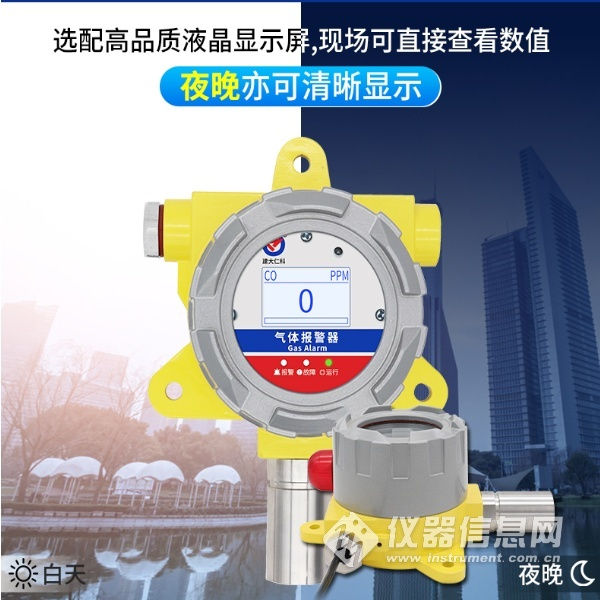 选配高品质液晶显示屏,现场可直接查看数值
夜晚亦可清晰显示
建大仁科
CO PPM
0
气体报警器
Gas Alarm
报警 故障 运行
仪器信息网
www.instrument.com.cn
白天 夜晚